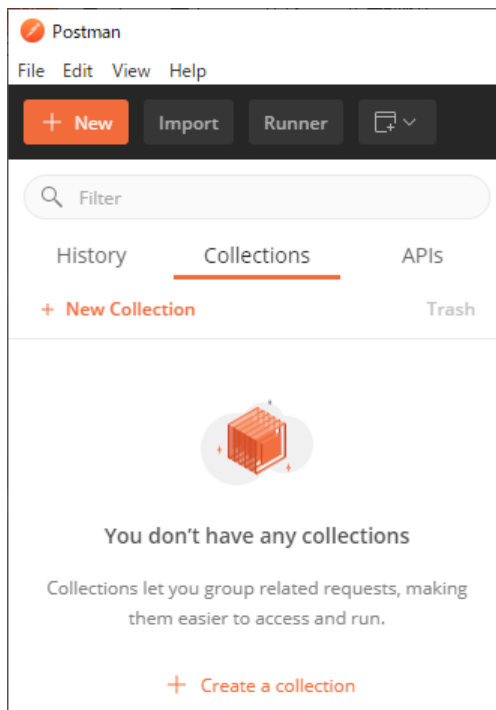 Postman
File Edit View Help
+ New Import Runner
Filter
History Collections APIs
+ New Collection Trash
You don’t have any collections
Collections let you group related requests, making
them easier to access and run.
+ Create a collection